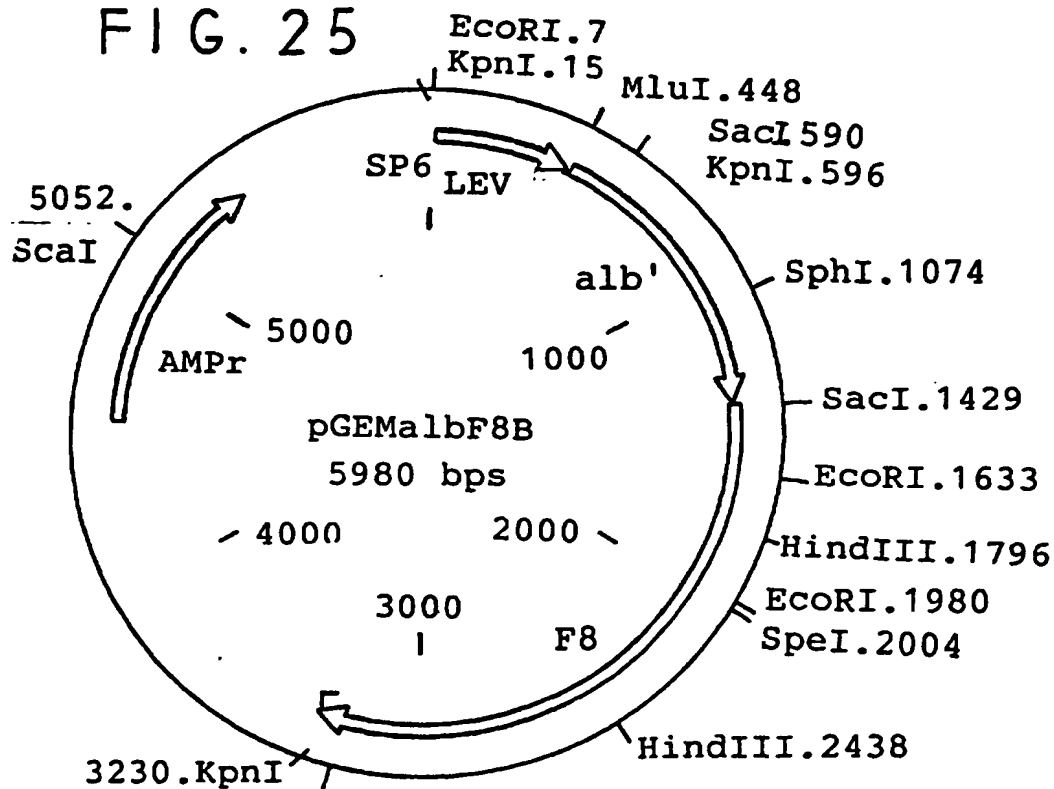 FIG. 25
EcoRI.7
KpnI.15
MluI.448
SacI590
KpnI.596
SP6
LEV
5052.
ScaI
SphI.1074
alb'
5000
1000
AMPr
SacI.1429
pGEMalbF8B
5980 bps
EcoRI.1633
4000
2000
HindIII.1796
3000
EcoRI.1980
F8
SpeI.2004
HindIII.2438
3230.KpnI